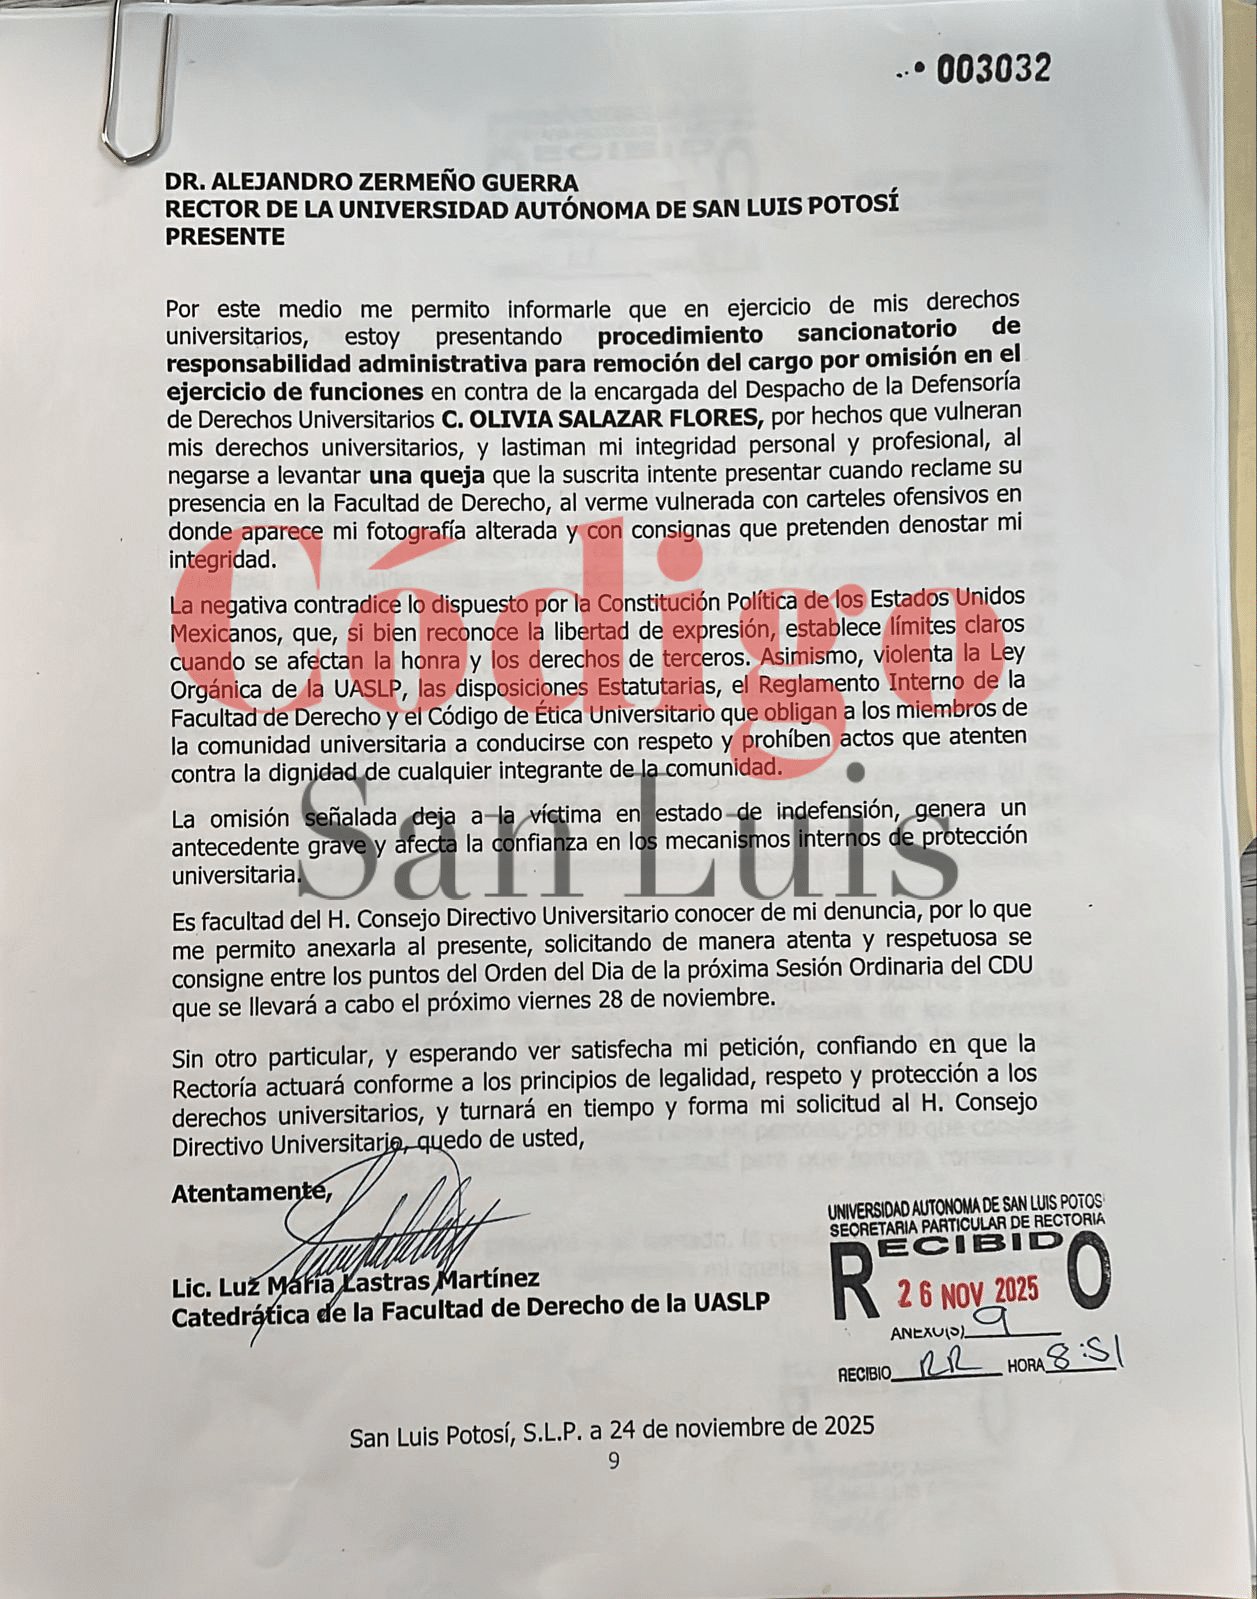 003032
DR. ALEJANDRO ZERMEÑO GUERRA
RECTOR DE LA UNIVERSIDAD AUTÓNOMA DE SAN LUIS POTOSÍ
PRESENTE
Por este medio me permito informarle que en ejercicio de mis derechos
universitarios, estoy presentando procedimiento sancionatorio de
responsabilidad administrativa para remoción del cargo por omisión en el
ejercicio de funciones en contra de la encargada del Despacho de la Defensoría
de Derechos Universitarios C. OLIVIA SALAZAR FLORES, por hechos que vulneran
mis derechos universitarios, y lastiman mi integridad personal y profesional, al
negarse a levantar una queja que la suscrita intente presentar cuando reclame su
presencia en la Facultad de Derecho, al verme vulnerada con carteles ofensivos en
donde aparece mi fotografía alterada y con consignas que pretenden denostar mi
integridad.
La negativa contradice lo dispuesto por la Constitución Política de los Estados Unidos
Mexicanos, que, si bien reconoce la libertad de expresión, establece límites claros
cuando se afectan la honra y los derechos de terceros. Asimismo, violenta la Ley
Orgánica de la UASLP, las disposiciones Estatutarias, el Reglamento Interno de la
Facultad de Derecho y el Código de Ética Universitario que obligan a los miembros de
la comunidad universitaria a conducirse con respeto y prohíben actos que atenten
contra la dignidad de cualquier integrante de la comunidad.
Código
San Luis
La omisión señalada deja a la víctima en estado de indefensión, genera un
antecedente grave y afecta la confianza en los mecanismos internos de protección
universitaria.
Es facultad del H. Consejo Directivo Universitario conocer de mi denuncia, por lo que
me permito anexarla al presente, solicitando de manera atenta y respetuosa se
consigne entre los puntos del Orden del Dia de la próxima Sesión Ordinaria del CDU
que se llevará a cabo el próximo viernes 28 de noviembre.
Sin otro particular, y esperando ver satisfecha mi petición, confiando en que la
Rectoría actuará conforme a los principios de legalidad, respeto y protección a los
derechos universitarios, y turnará en tiempo y forma mi solicitud al H. Consejo
Directivo Universitario, quedo de usted,
Atentamente,
Lic. Luz María Lastras Martínez
Catedrática de la Facultad de Derecho de la UASLP
UNIVERSIDAD AUTONOMA DE SAN LUIS POTOS
SECRETARIA PARTICULAR DE RECTORIA
RECIBIDO
26 NOV 2025
ANEXO(S) 9
RECIBIO RR HORA 8:51
San Luis Potosí, S.L.P. a 24 de noviembre de 2025
9